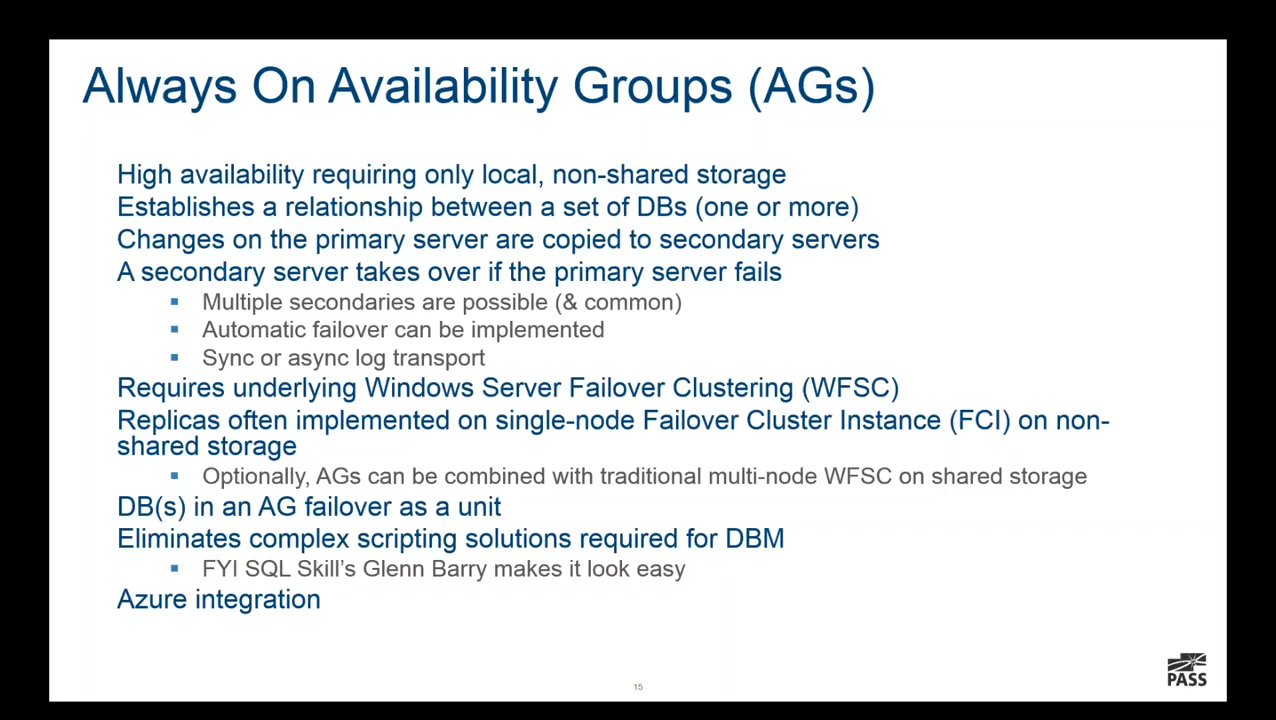 Always On Availability Groups (AGs)
High availability requiring only local, non-shared storage
Establishes a relationship between a set of DBs (one or more)
Changes on the primary server are copied to secondary servers
A secondary server takes over if the primary server fails
Multiple secondaries are possible (& common)
Automatic failover can be implemented
Sync or async log transport
Requires underlying Windows Server Failover Clustering (WFSC)
Replicas often implemented on single-node Failover Cluster Instance (FCI) on non-
shared storage
Optionally, AGs can be combined with traditional multi-node WFSC on shared storage
DB(s) in an AG failover as a unit
Eliminates complex scripting solutions required for DBM
FYI SQL Skill's Glenn Barry makes it look easy
Azure integration
15
PASS